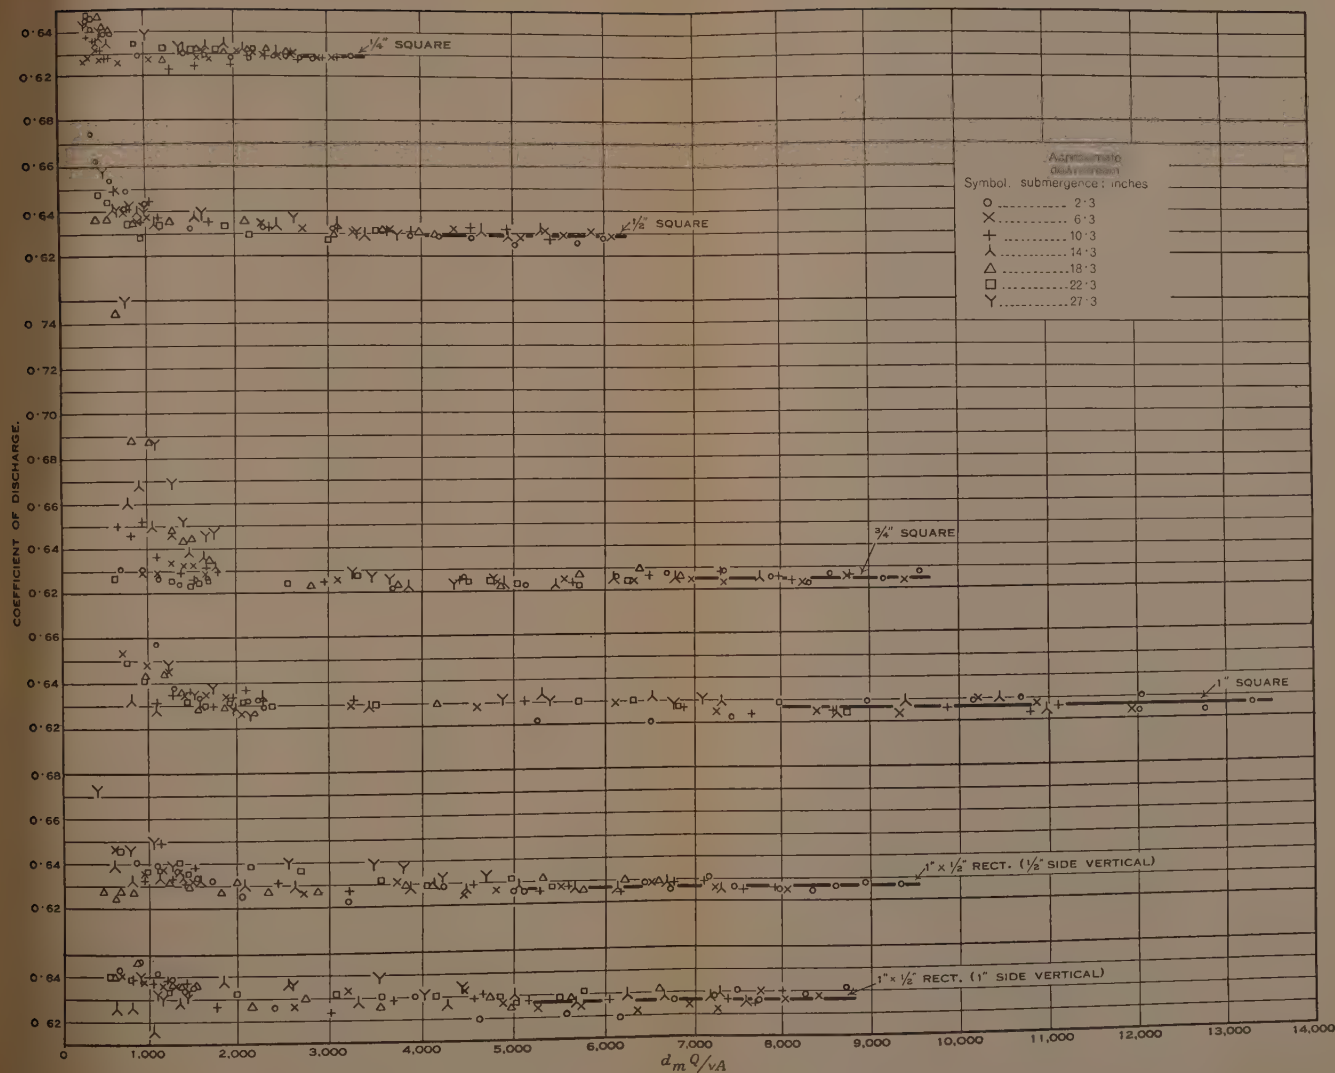 0·64
0·62
1/4" SQUARE
0·68
0·66
0·64
0·62
1/2" SQUARE
Approximate
downstream
Symbol. submergence: inches
○ ............ 2·3
× ............ 6·3
+ ............ 10·3
⅄ ............ 14·3
△ ............ 18·3
□ ............ 22·3
Y ............ 27·3
0 74
0·72
0·70
0·68
0·66
0·64
0·62
3/4" SQUARE
COEFFICIENT OF DISCHARGE.
0·66
0·64
0·62
1" SQUARE
0·68
0·66
0·64
0·62
1" × 1/2" RECT. (1/2" SIDE VERTICAL)
0·64
0 62
1" × 1/2" RECT. (1" SIDE VERTICAL)
0 1,000 2,000 3,000 4,000 5,000 6,000 7,000 8,000 9,000 10,000 11,000 12,000 13,000 14,000
dₘQ/νA